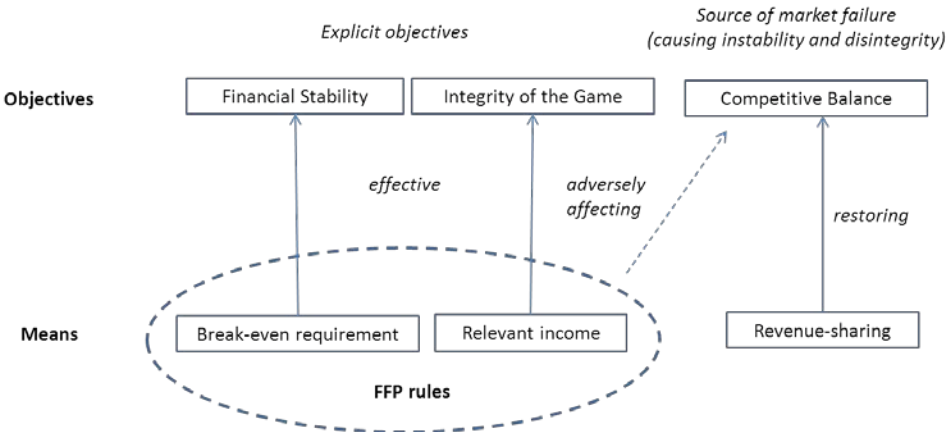 Explicit objectives
Source of market failure
(causing instability and disintegrity)
Objectives
Financial Stability
Integrity of the Game
Competitive Balance
effective
adversely
affecting
restoring
Means
Break-even requirement
Relevant income
Revenue-sharing
FFP rules